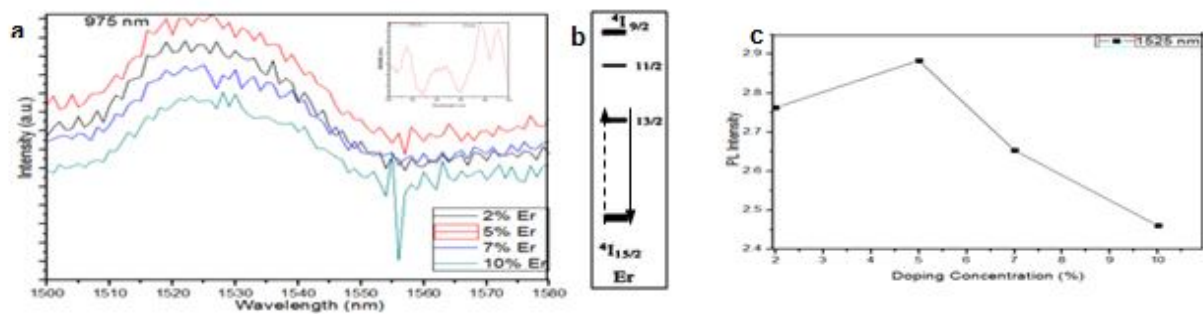 a
975 nm
Intensity (a.u.)
2% Er
5% Er
7% Er
10% Er
1500 1510 1520 1530 1540 1550 1560 1570 1580
Wavelength (nm)
b
⁴I₉/₂
11/2
13/2
⁴I₁₅/₂
Er
c
1525 nm
PL Intensity
2.9
2.8
2.7
2.6
2.5
2.4
2 3 4 5 6 7 8 9 10
Doping Concentration (%)